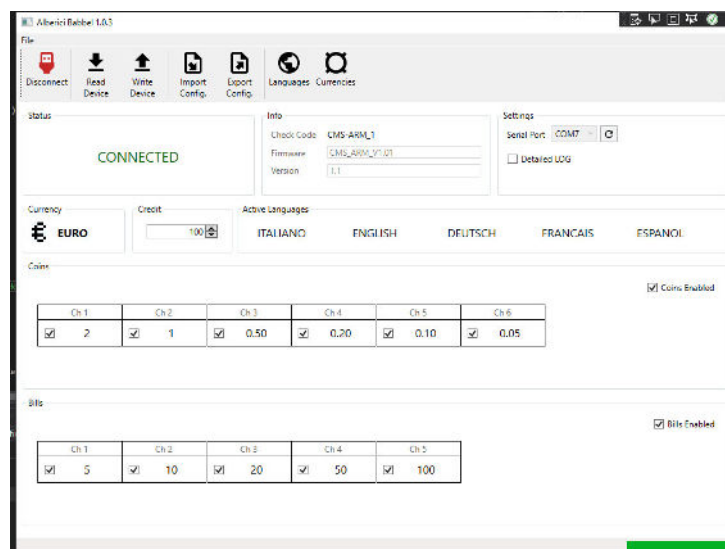 Alberici Babbel 1.0.3
File
Disconnect
Read Device
Write Device
Import Config.
Export Config.
Languages
Currencies
Status
CONNECTED
Info
Check Code CMS-ARM_1
Firmware CMS_ARM_V1.01
Version 1.1
Settings
Serial Port COM7
Detailed LOG
Currency
EURO
Credit
100
Active Languages
ITALIANO ENGLISH DEUTSCH FRANCAIS ESPANOL
Coins
Coins Enabled
Ch 1 Ch 2 Ch 3 Ch 4 Ch 5 Ch 6
2 1 0.50 0.20 0.10 0.05
Bills
Bills Enabled
Ch 1 Ch 2 Ch 3 Ch 4 Ch 5
5 10 20 50 100